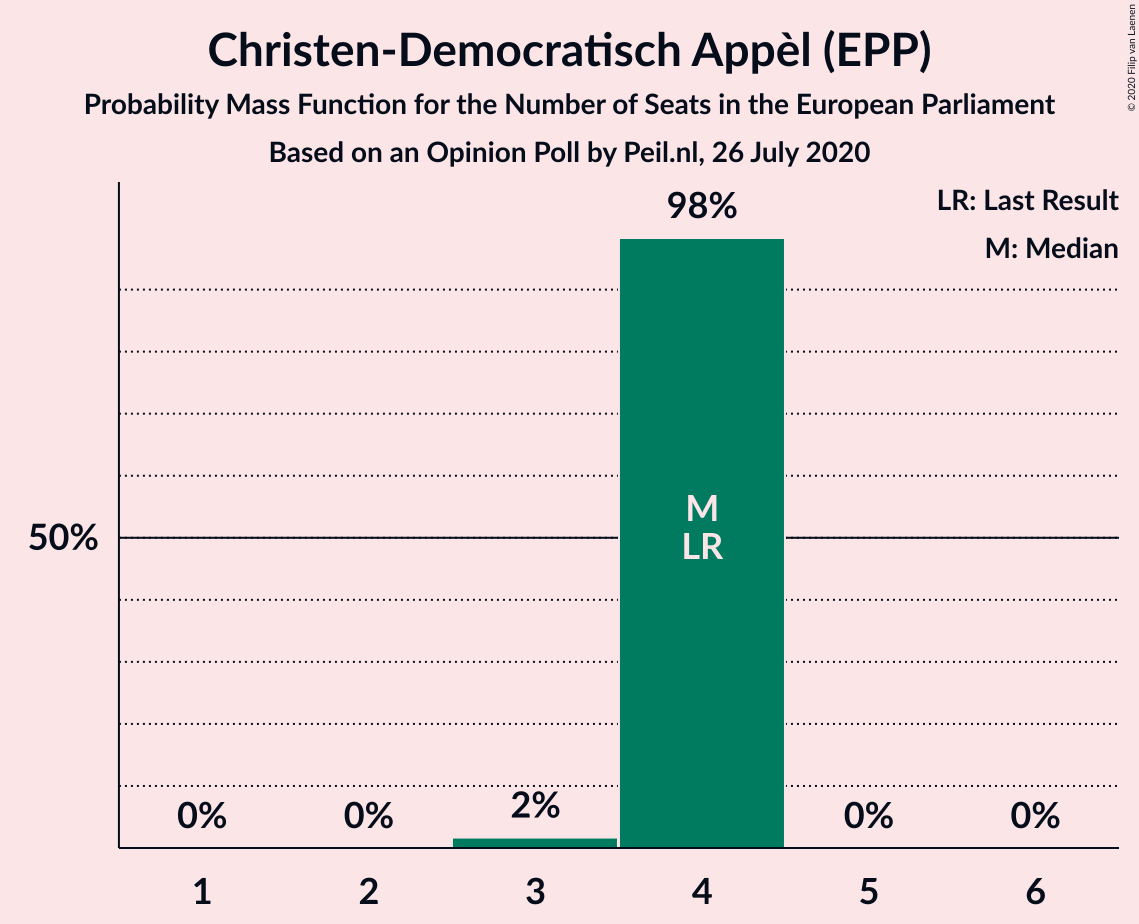 Christen-Democratisch Appèl (EPP)
Probability Mass Function for the Number of Seats in the European Parliament
Based on an Opinion Poll by Peil.nl, 26 July 2020
© 2020 Filip van Laenen
LR: Last Result
M: Median
98%
M
LR
50%
0%
0%
2%
0%
0%
1
2
3
4
5
6